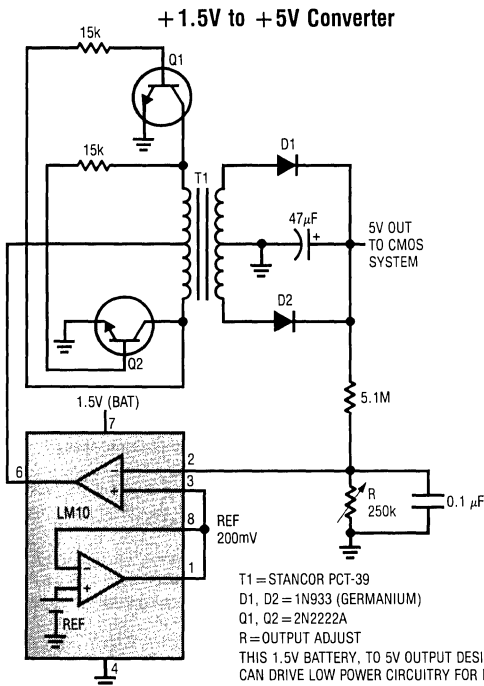 +1.5V to +5V Converter
15k
Q1
15k
T1
D1
47µF
+
5V OUT
TO CMOS
SYSTEM
D2
Q2
5.1M
1.5V (BAT)
7
6
2
−
3
+
LM10
8
REF
200mV
R
250k
0.1 µF
−
+
1
REF
4
T1=STANCOR PCT-39
D1, D2=1N933 (GERMANIUM)
Q1, Q2=2N2222A
R=OUTPUT ADJUST
THIS 1.5V BATTERY, TO 5V OUTPUT DESI
CAN DRIVE LOW POWER CIRCUITRY FOR